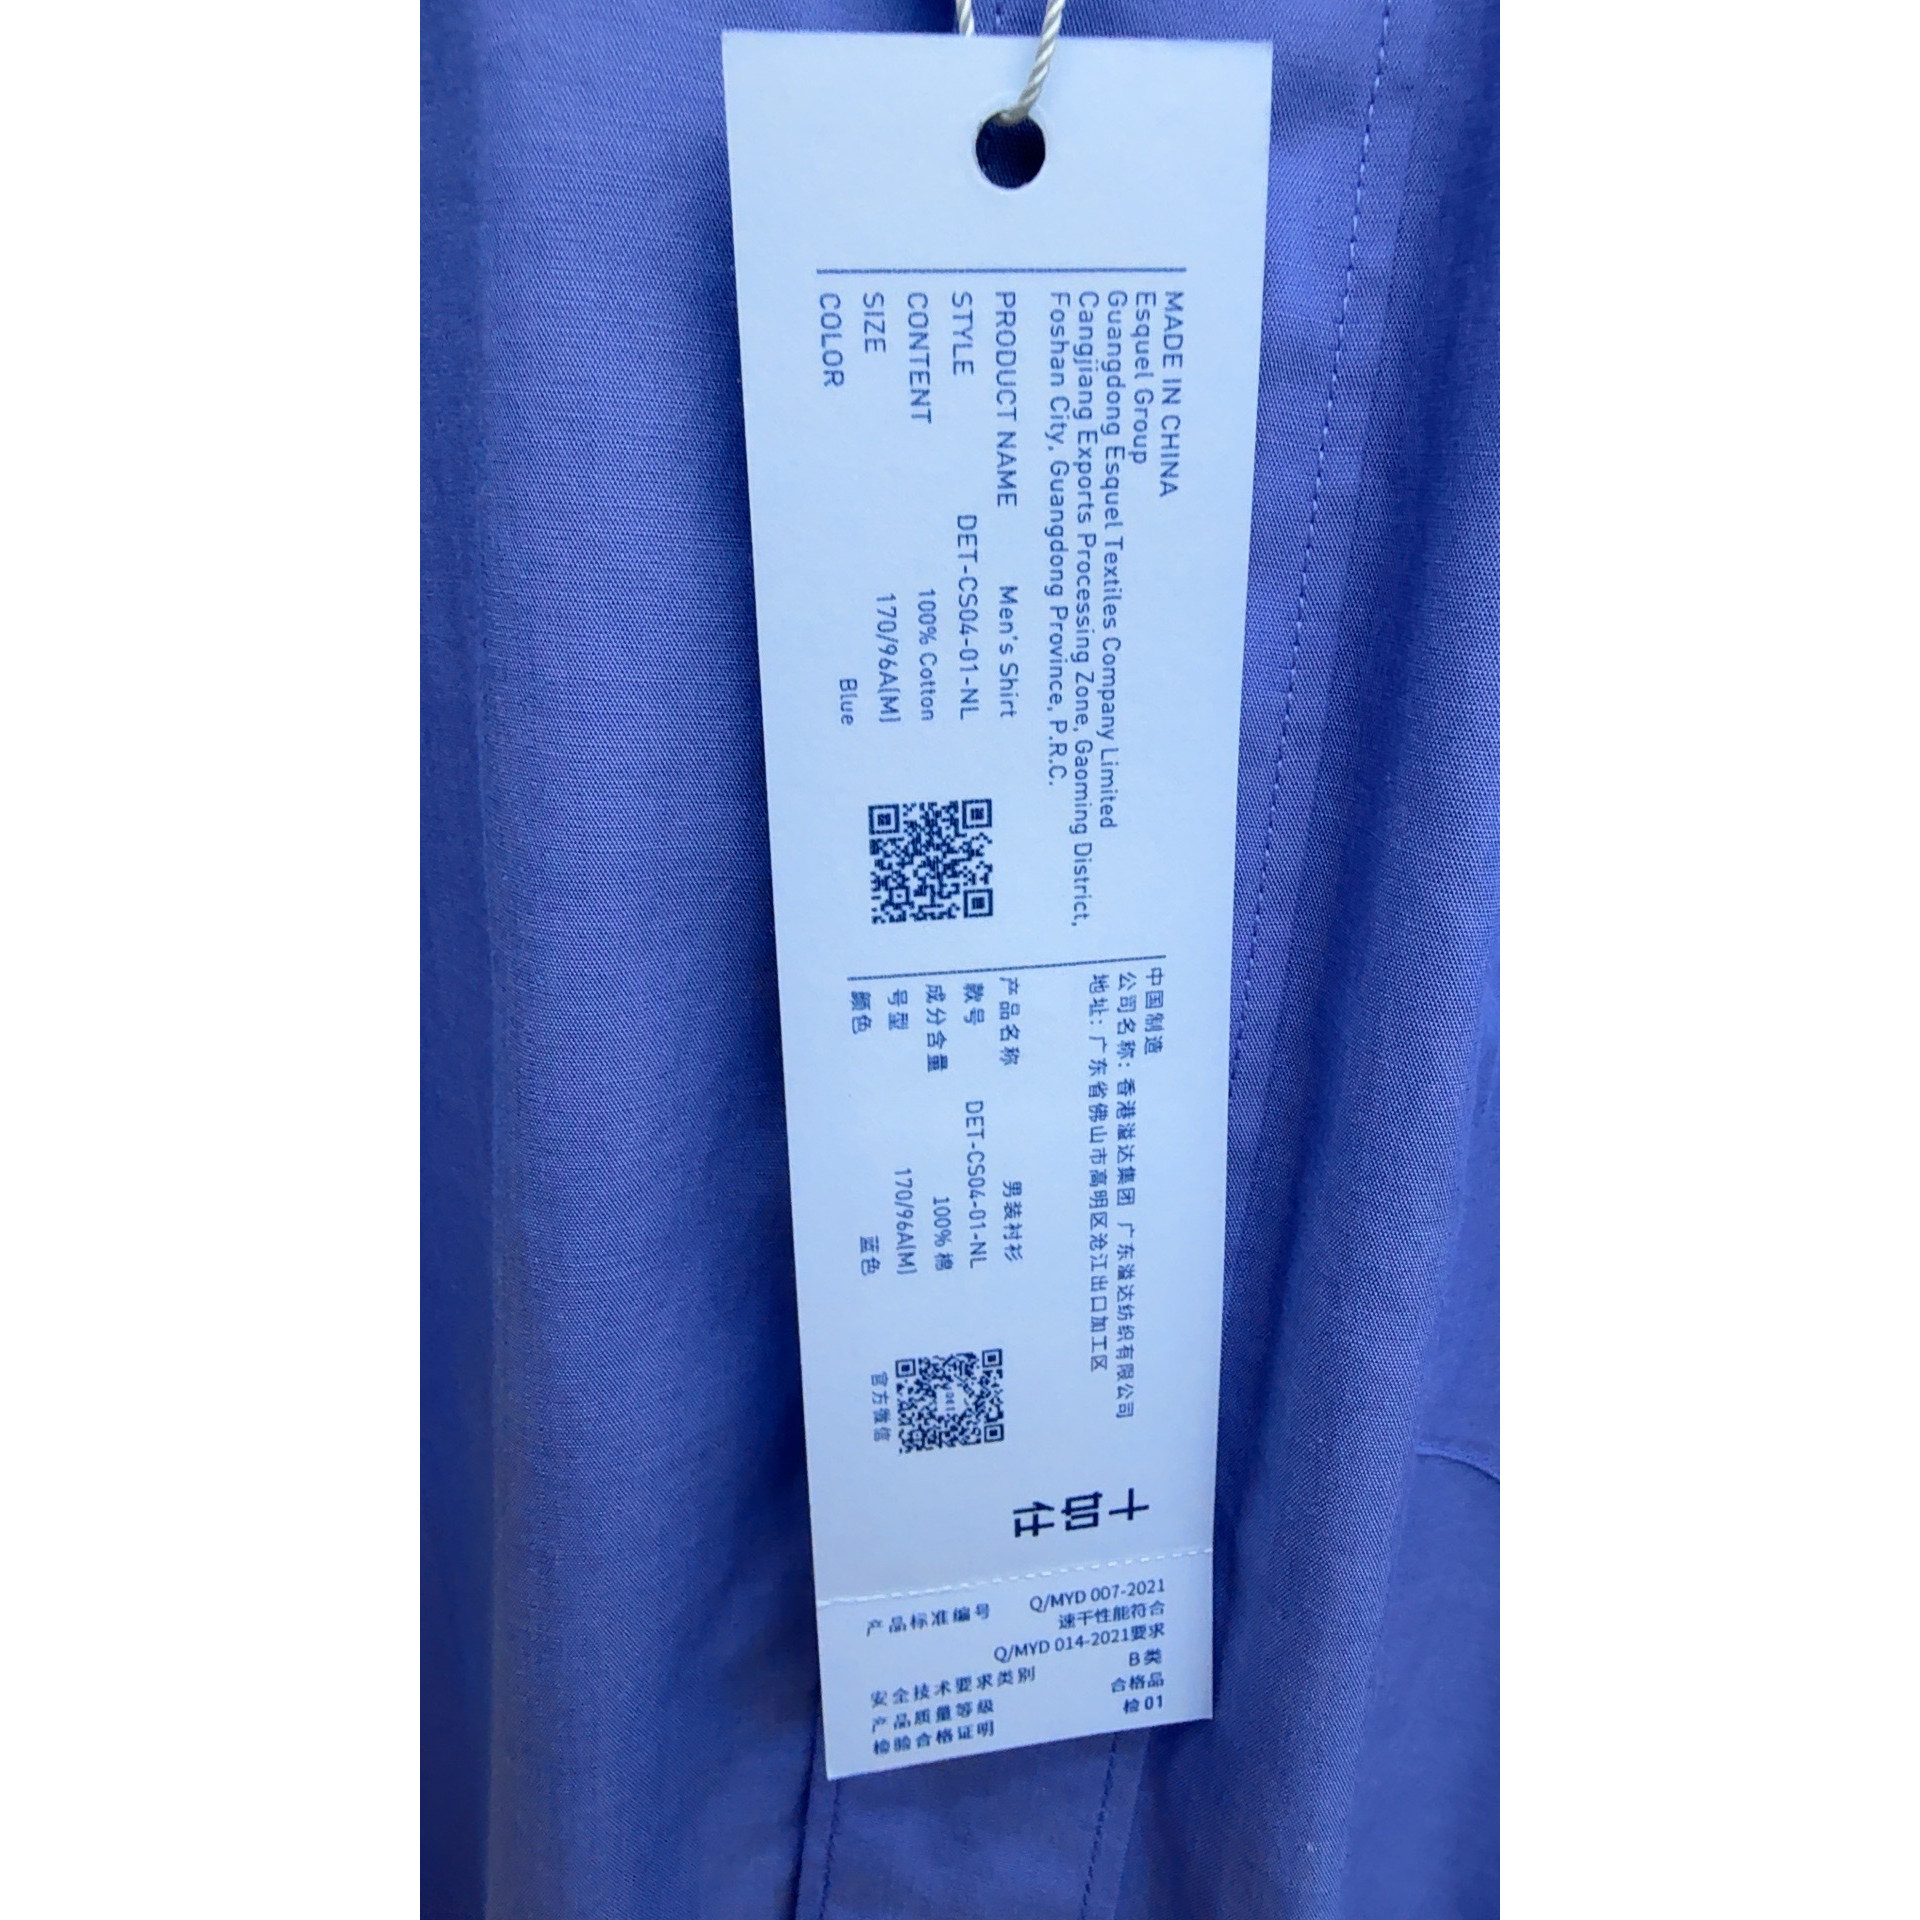 MADE IN CHINA
Esquel Group
Guangdong Esquel Textiles Company Limited
Cangjiang Exports Processing Zone, Gaoming District,
Foshan City, Guangdong Province, P.R.C.
PRODUCT NAME Men's Shirt
STYLE DET-CS04-01-NL
CONTENT 100% Cotton
SIZE 170/96A(M)
COLOR Blue
中国制造
公司名称：香港溢达集团 广东溢达纺织有限公司
地址：广东省佛山市高明区沧江出口加工区
产品名称 男装衬衫
款号 DET-CS04-01-NL
成分含量 100% 棉
号型 170/96A(M)
颜色 蓝色
官方微信
十如仕
产品标准编号 Q/MYD 007-2021
速干性能符合
Q/MYD 014-2021要求
安全技术要求类别 B 类
产品质量等级 合格品
检验合格证明 检 01